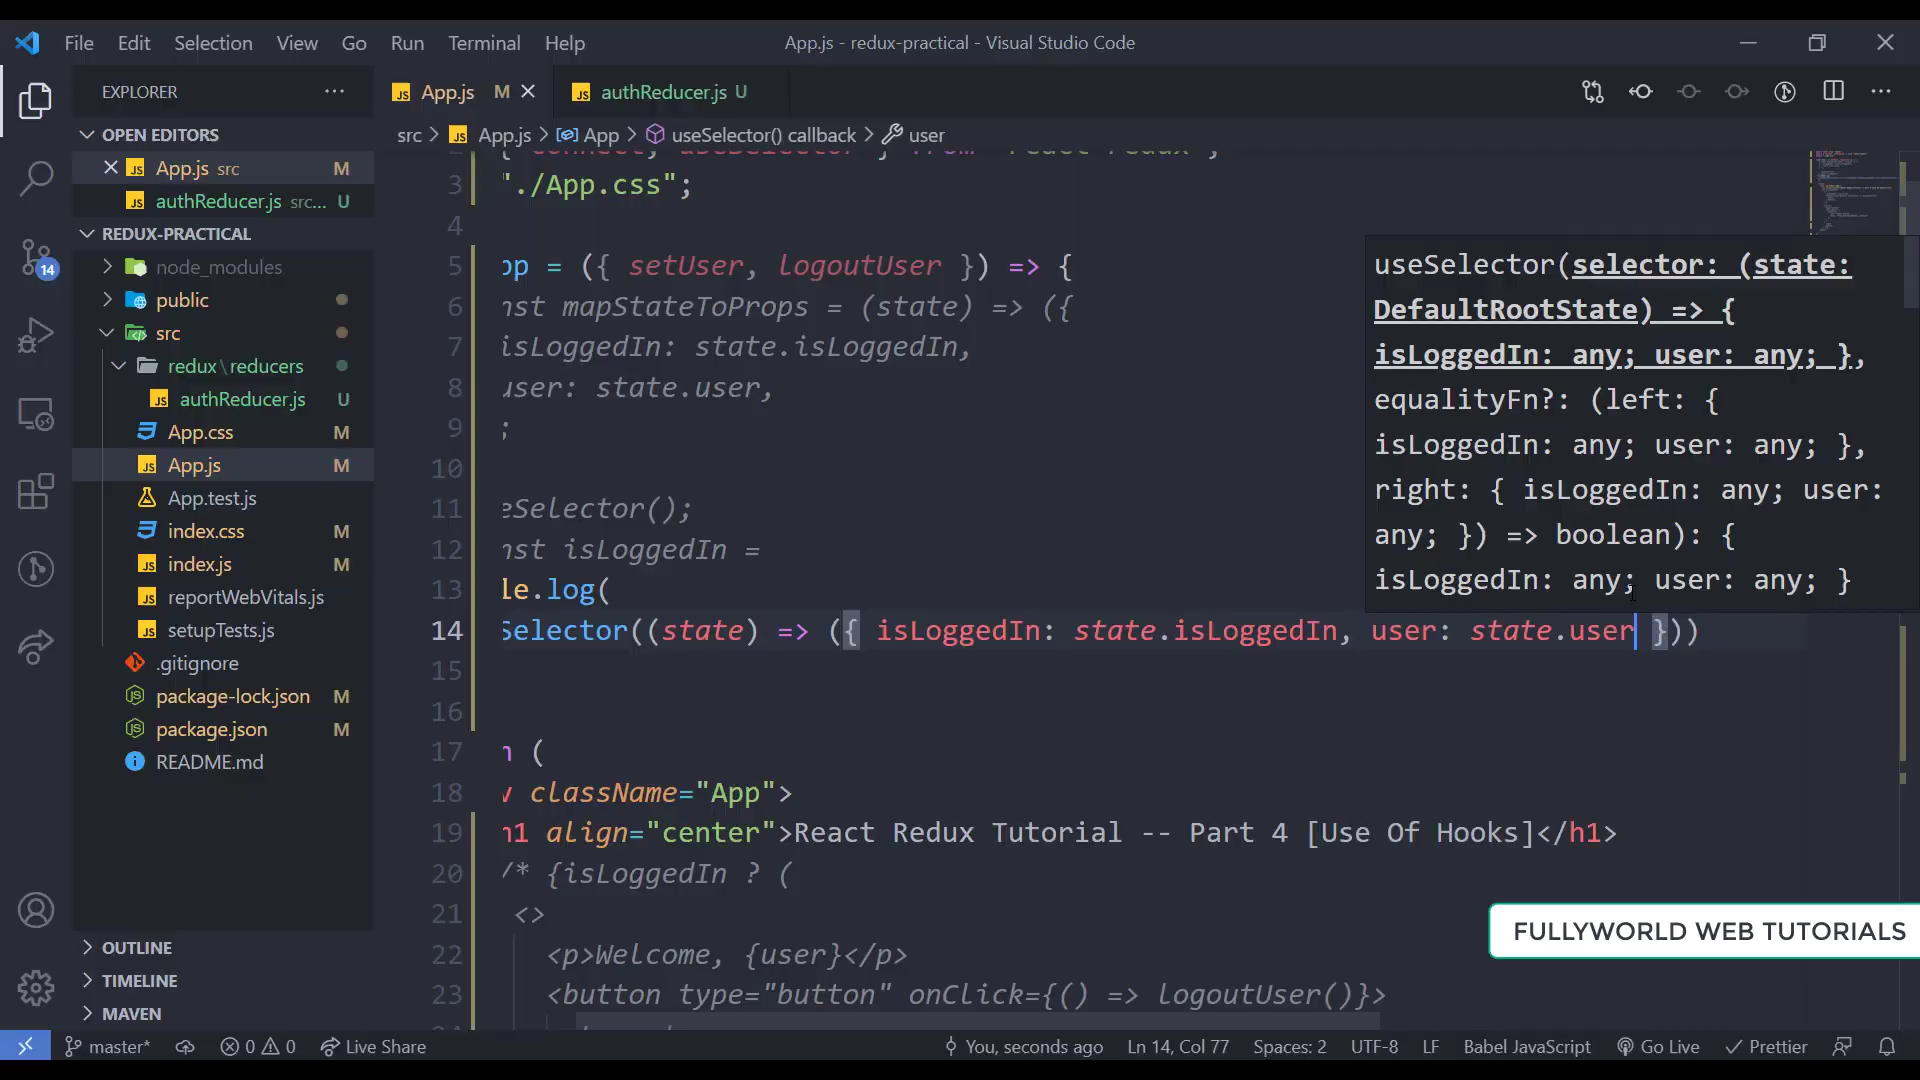 File Edit Selection View Go Run Terminal Help
App.js - redux-practical - Visual Studio Code
EXPLORER
App.js M
authReducer.js U
OPEN EDITORS
src > App.js > App > useSelector() callback > user
App.js src M
authReducer.js src... U
REDUX-PRACTICAL
node_modules
public
src
redux\reducers
authReducer.js U
App.css M
App.js M
App.test.js
index.css M
index.js M
reportWebVitals.js
setupTests.js
.gitignore
package-lock.json M
package.json M
README.md
OUTLINE
TIMELINE
MAVEN
14
3 "./App.css";
4
5 pp = ({ setUser, logoutUser }) => {
6 nst mapStateToProps = (state) => ({
7 isLoggedIn: state.isLoggedIn,
8 user: state.user,
9 ;
10
11 eSelector();
12 nst isLoggedIn =
13 le.log(
14 Selector((state) => ({ isLoggedIn: state.isLoggedIn, user: state.user }))
15
16
17 n (
18 v className="App">
19 h1 align="center">React Redux Tutorial -- Part 4 [Use Of Hooks]</h1>
20 /* {isLoggedIn ? (
21 <>
22 <p>Welcome, {user}</p>
23 <button type="button" onClick={() => logoutUser()}>
useSelector(selector: (state:
DefaultRootState) => {
isLoggedIn: any; user: any; },
equalityFn?: (left: {
isLoggedIn: any; user: any; },
right: { isLoggedIn: any; user:
any; }) => boolean): {
isLoggedIn: any; user: any; }
FULLYWORLD WEB TUTORIALS
master* 0 0 Live Share You, seconds ago Ln 14, Col 77 Spaces: 2 UTF-8 LF Babel JavaScript Go Live Prettier